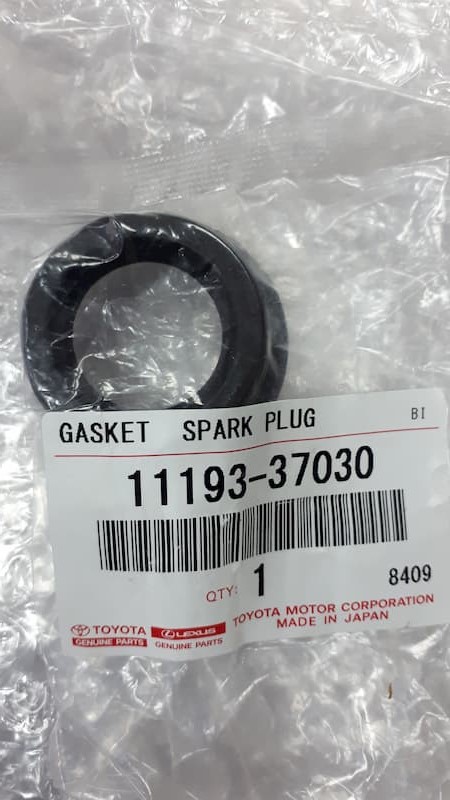 GASKET SPARK PLUG BI
11193-37030
QTY: 1 8409
TOYOTA LEXUS TOYOTA MOTOR CORPORATION
GENUINE PARTS GENUINE PARTS MADE IN JAPAN